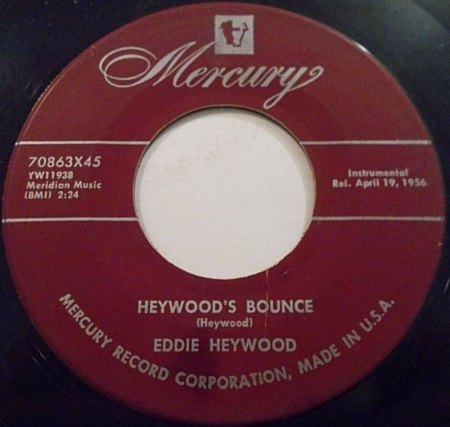 Mercury
70863X45
YW11938
Meridian Music
(BMI) 2:24
Instrumental
Rel. April 19, 1956
HEYWOOD'S BOUNCE
(Heywood)
EDDIE HEYWOOD
MERCURY RECORD CORPORATION, MADE IN U.S.A.